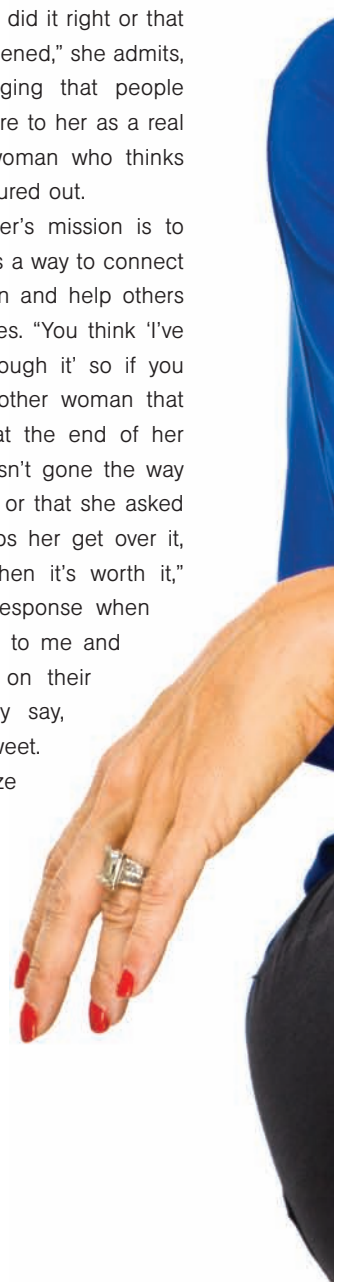 did it right or that
ened,” she admits,
ging that people
re to her as a real
woman who thinks
ured out.
er’s mission is to
s a way to connect
n and help others
es. “You think ‘I’ve
ough it’ so if you
other woman that
at the end of her
sn’t gone the way
or that she asked
os her get over it,
hen it’s worth it,”
esponse when
to me and
on their
y say,
weet.
ze